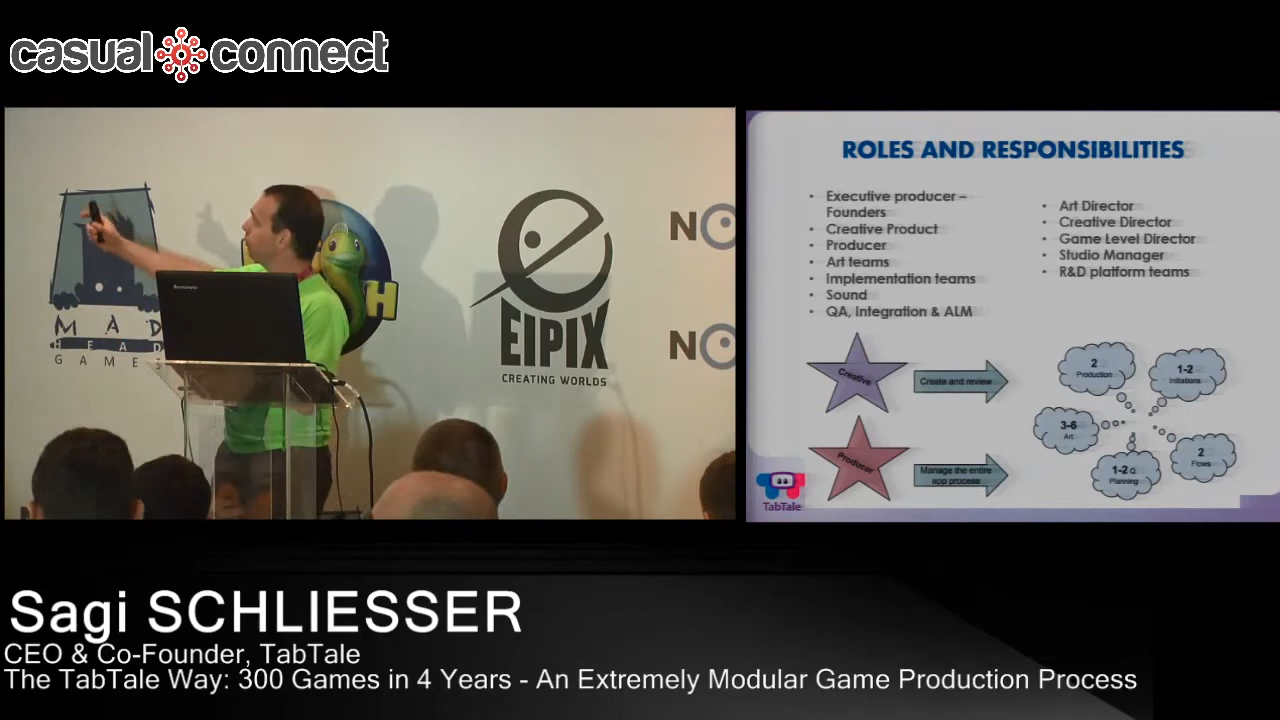 casual connect
MAD
HEAD
GAMES
Lenovo
H
EIPIX
CREATING WORLDS
NO
NO
ROLES AND RESPONSIBILITIES
• Executive producer –
Founders
• Creative Product
• Producer
• Art teams
• Implementation teams
• Sound
• QA, Integration & ALM
• Art Director
• Creative Director
• Game Level Director
• Studio Manager
• R&D platform teams
Creative
Create and review
Producer
Manage the entire
app process
2
Production
1-2
Initiations
3-6
Art
2
Flows
1-2
Planning
TabTale
Sagi SCHLIESSER
CEO & Co-Founder, TabTale
The TabTale Way: 300 Games in 4 Years - An Extremely Modular Game Production Process